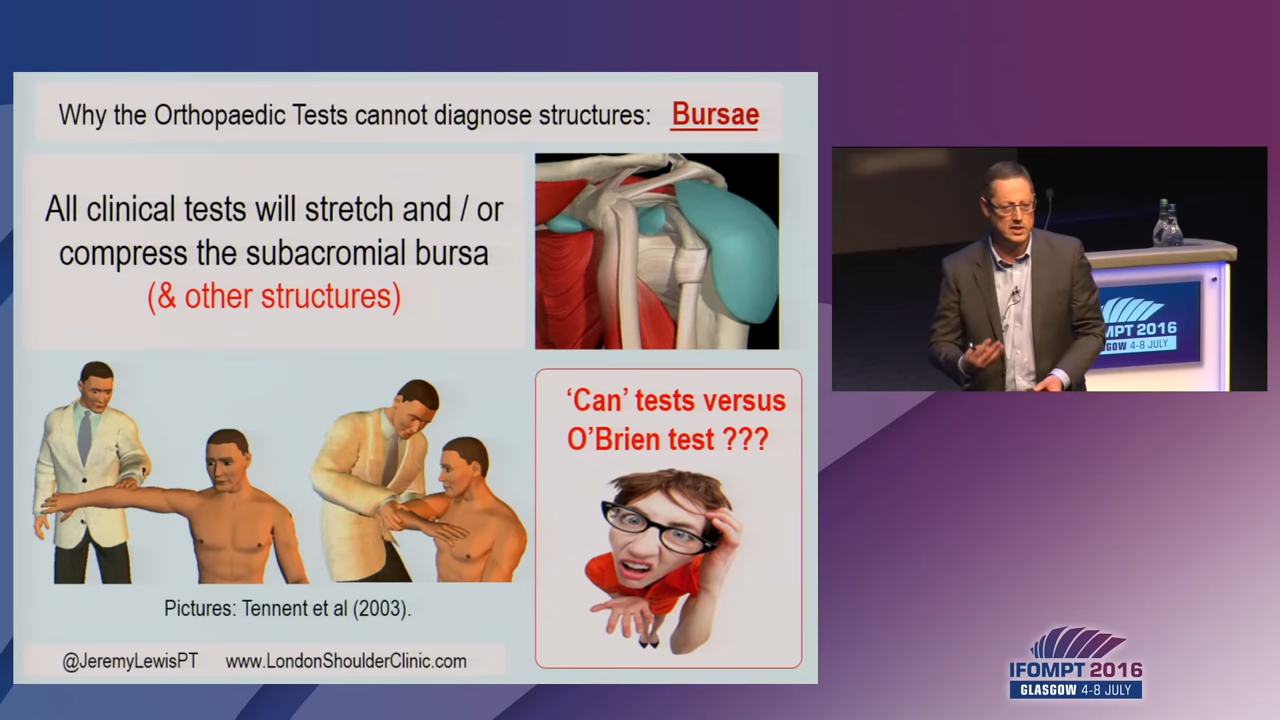 Why the Orthopaedic Tests cannot diagnose structures: Bursae
All clinical tests will stretch and / or
compress the subacromial bursa
(& other structures)
‘Can’ tests versus
O’Brien test ???
Pictures: Tennent et al (2003).
@JeremyLewisPT www.LondonShoulderClinic.com
MPT 2016
GOW 4-8 JULY
IFOMPT 2016
GLASGOW 4-8 JULY